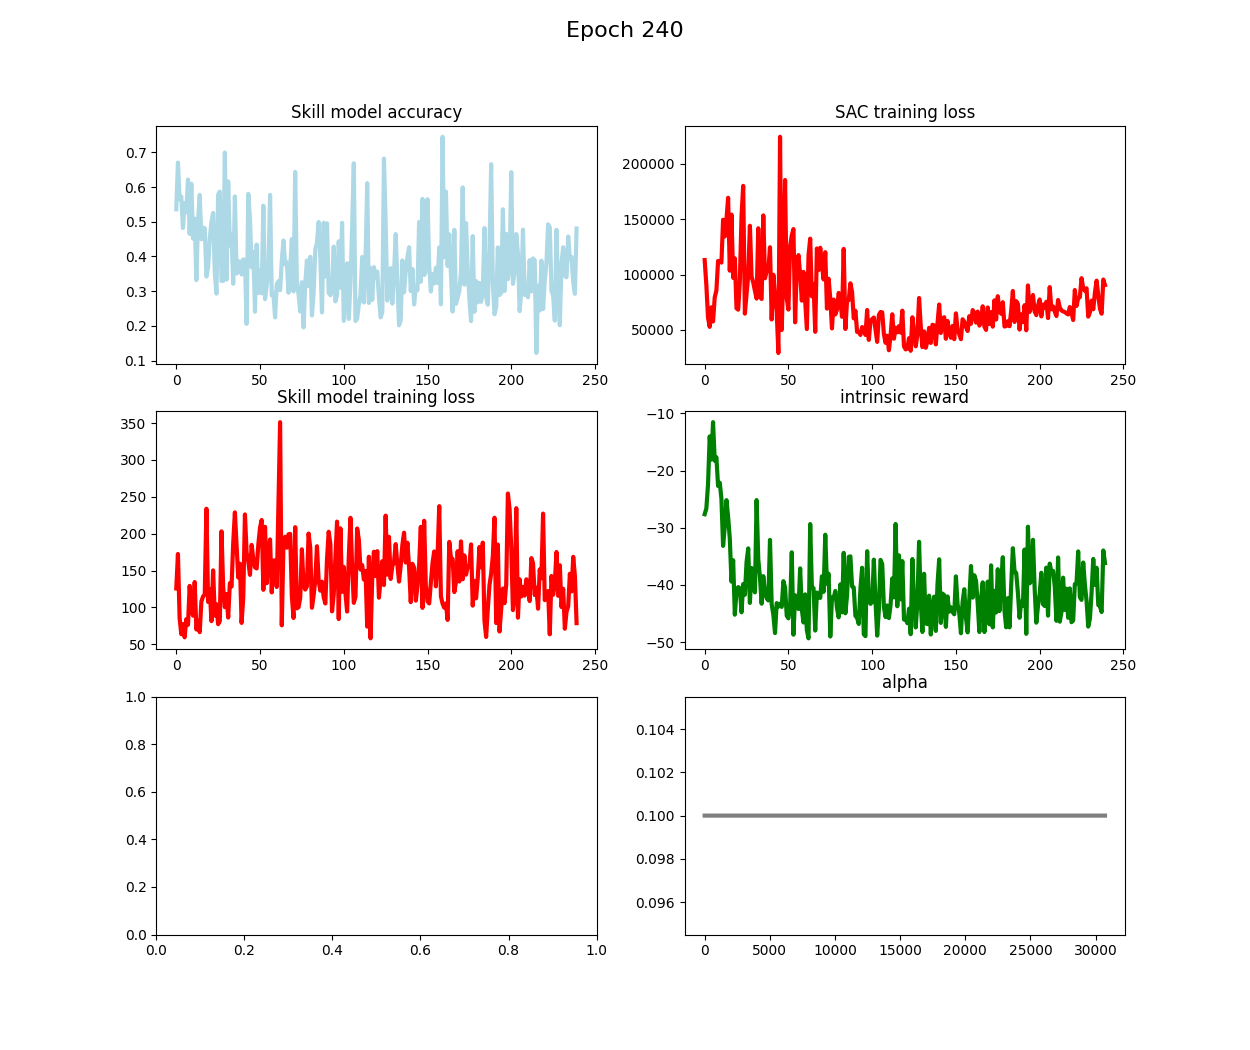 Epoch 240
Skill model accuracy
0.7
0.6
0.5
0.4
0.3
0.2
0.1
0 50 100 150 200 250
SAC training loss
200000
150000
100000
50000
0 50 100 150 200 250
Skill model training loss
350
300
250
200
150
100
50
0 50 100 150 200 250
intrinsic reward
−10
−20
−30
−40
−50
0 50 100 150 200 250
1.0
0.8
0.6
0.4
0.2
0.0
0.0 0.2 0.4 0.6 0.8 1.0
alpha
0.104
0.102
0.100
0.098
0.096
0 5000 10000 15000 20000 25000 30000